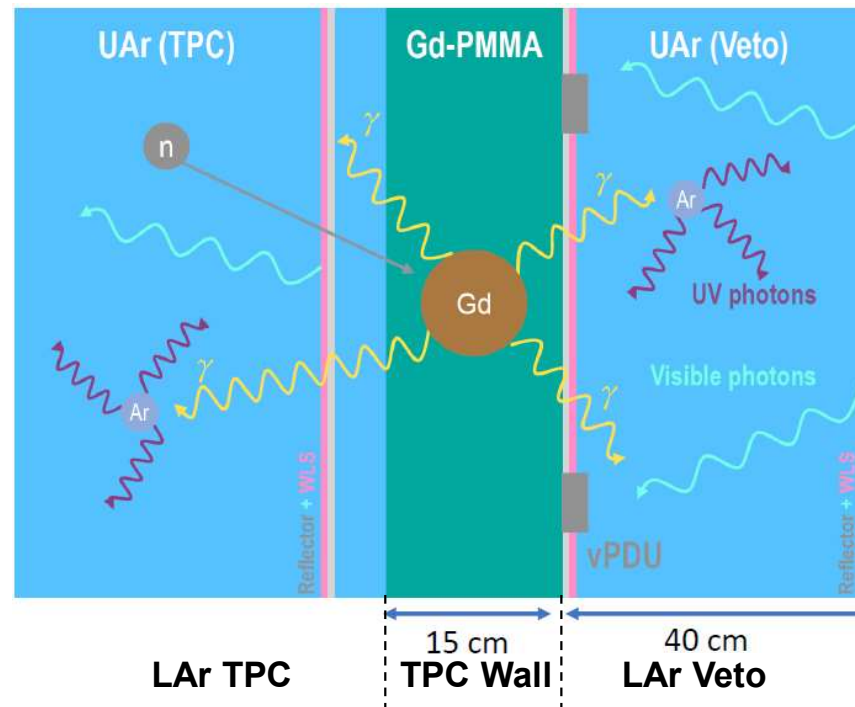 UAr (TPC)
Gd-PMMA
UAr (Veto)
n
γ
γ
Ar
UV photons
Gd
Visible photons
γ
γ
Ar
Reflector + WLS
Reflector + WLS
vPDU
15 cm
40 cm
LAr TPC
TPC Wall
LAr Veto